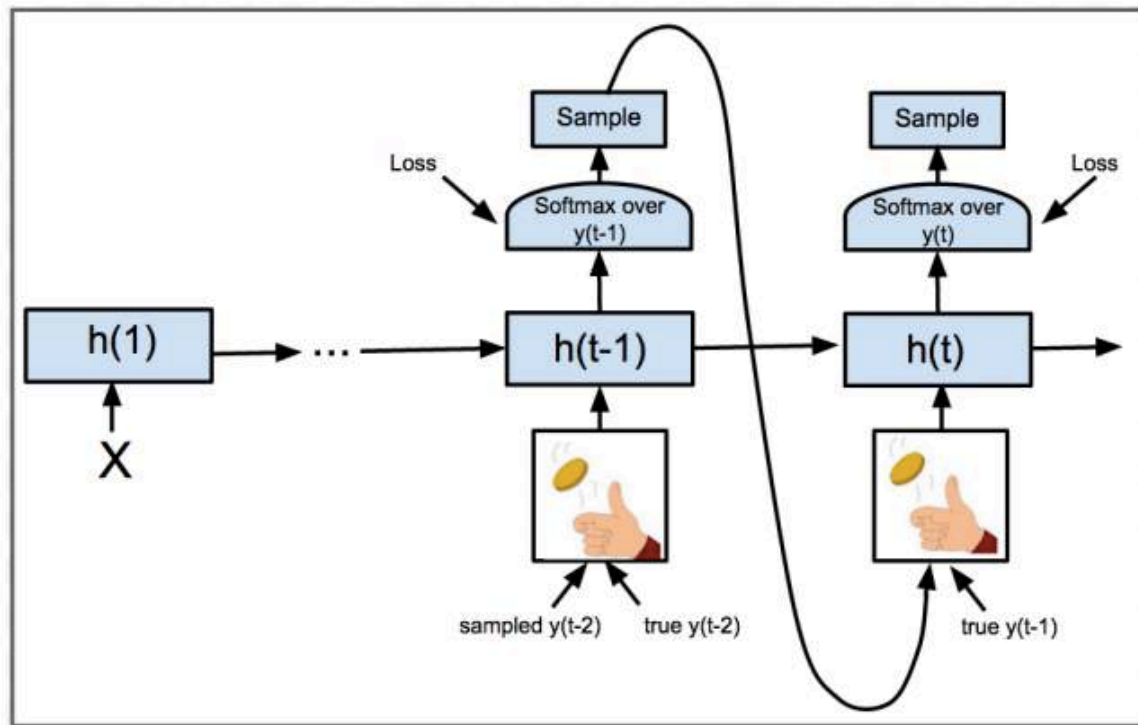 Sample
Sample
Loss
Loss
Softmax over
y(t-1)
Softmax over
y(t)
h(1)
...
h(t-1)
h(t)
X
sampled y(t-2)
true y(t-2)
true y(t-1)